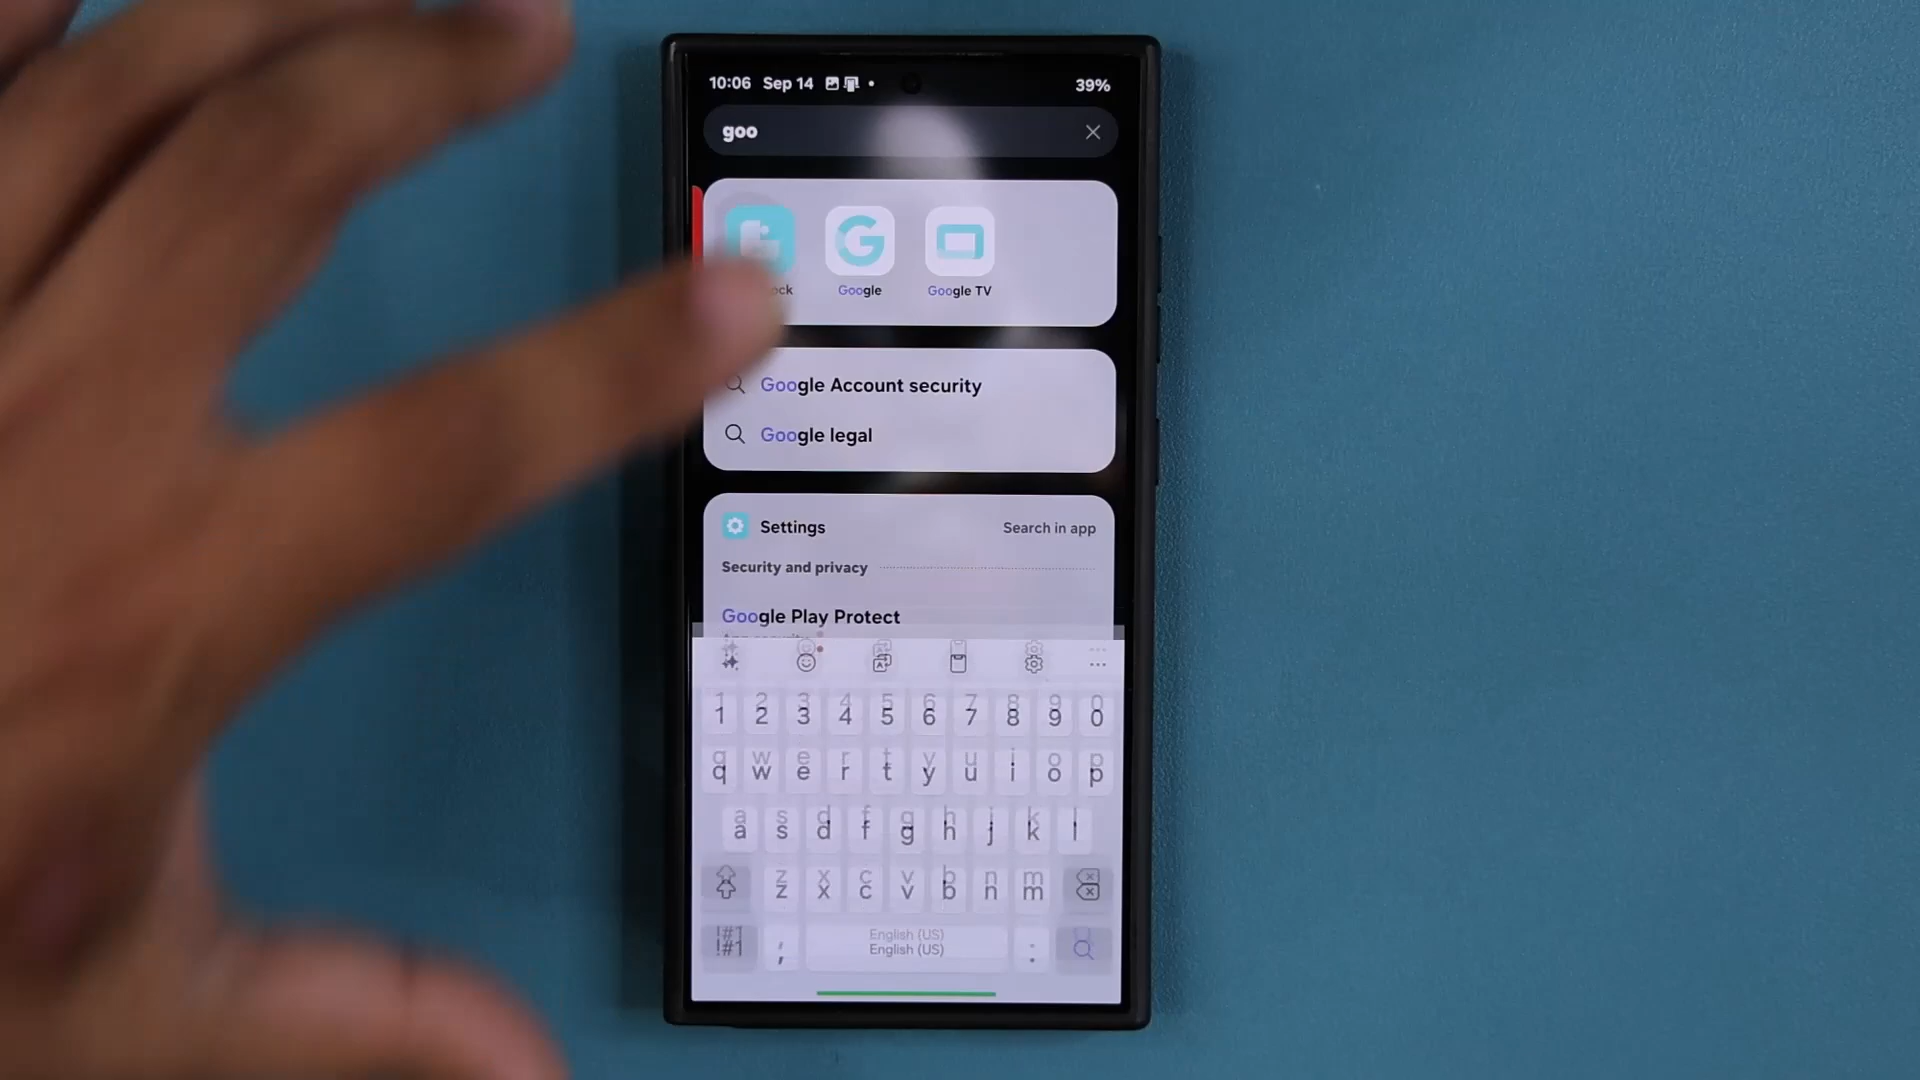 10:06 Sep 14 39%
goo
ock Google Google TV
Google Account security
Google legal
Settings Search in app
Security and privacy
Google Play Protect
1 2 3 4 5 6 7 8 9 0
q w e r t y u i o p
a s d f g h j k l
z x c v b n m
!#1 , English (US) .